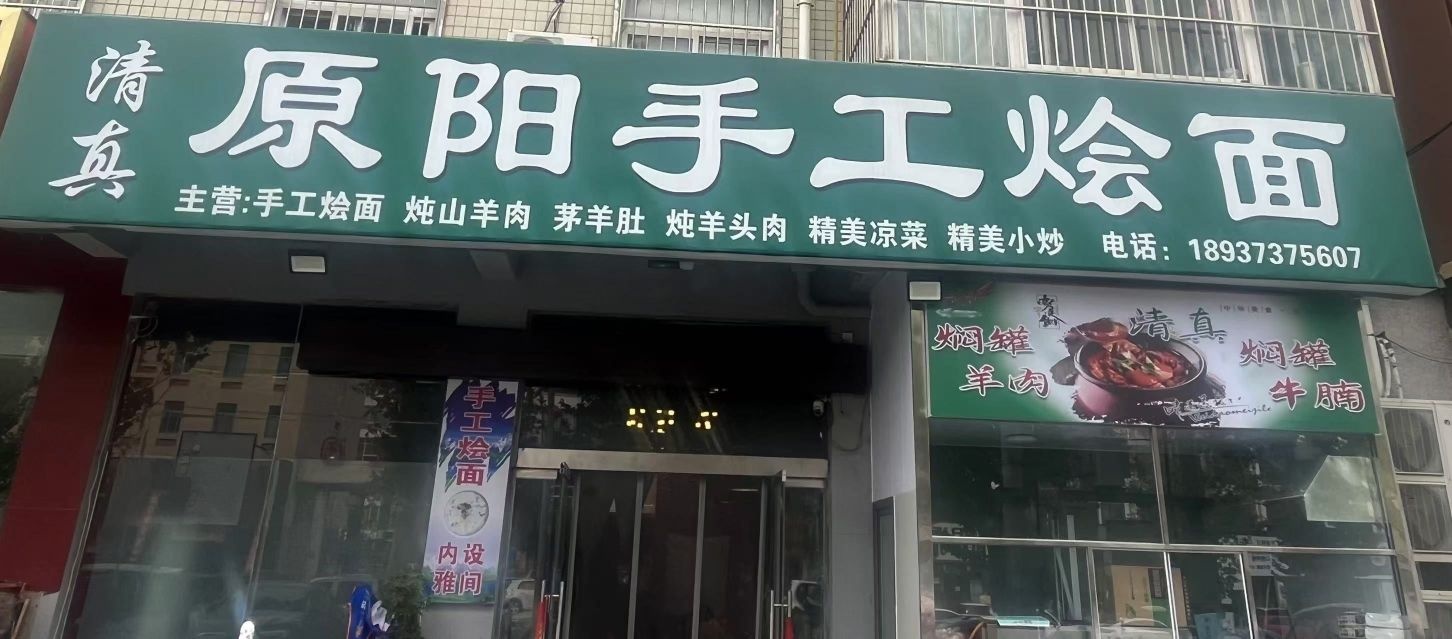 清真
原阳手工烩面
主营:手工烩面 炖山羊肉 茅羊肚 炖羊头肉 精美凉菜 精美小炒 电话：18937375607
清真
焖罐
羊肉
焖罐
牛腩
手工烩面
内设
雅间